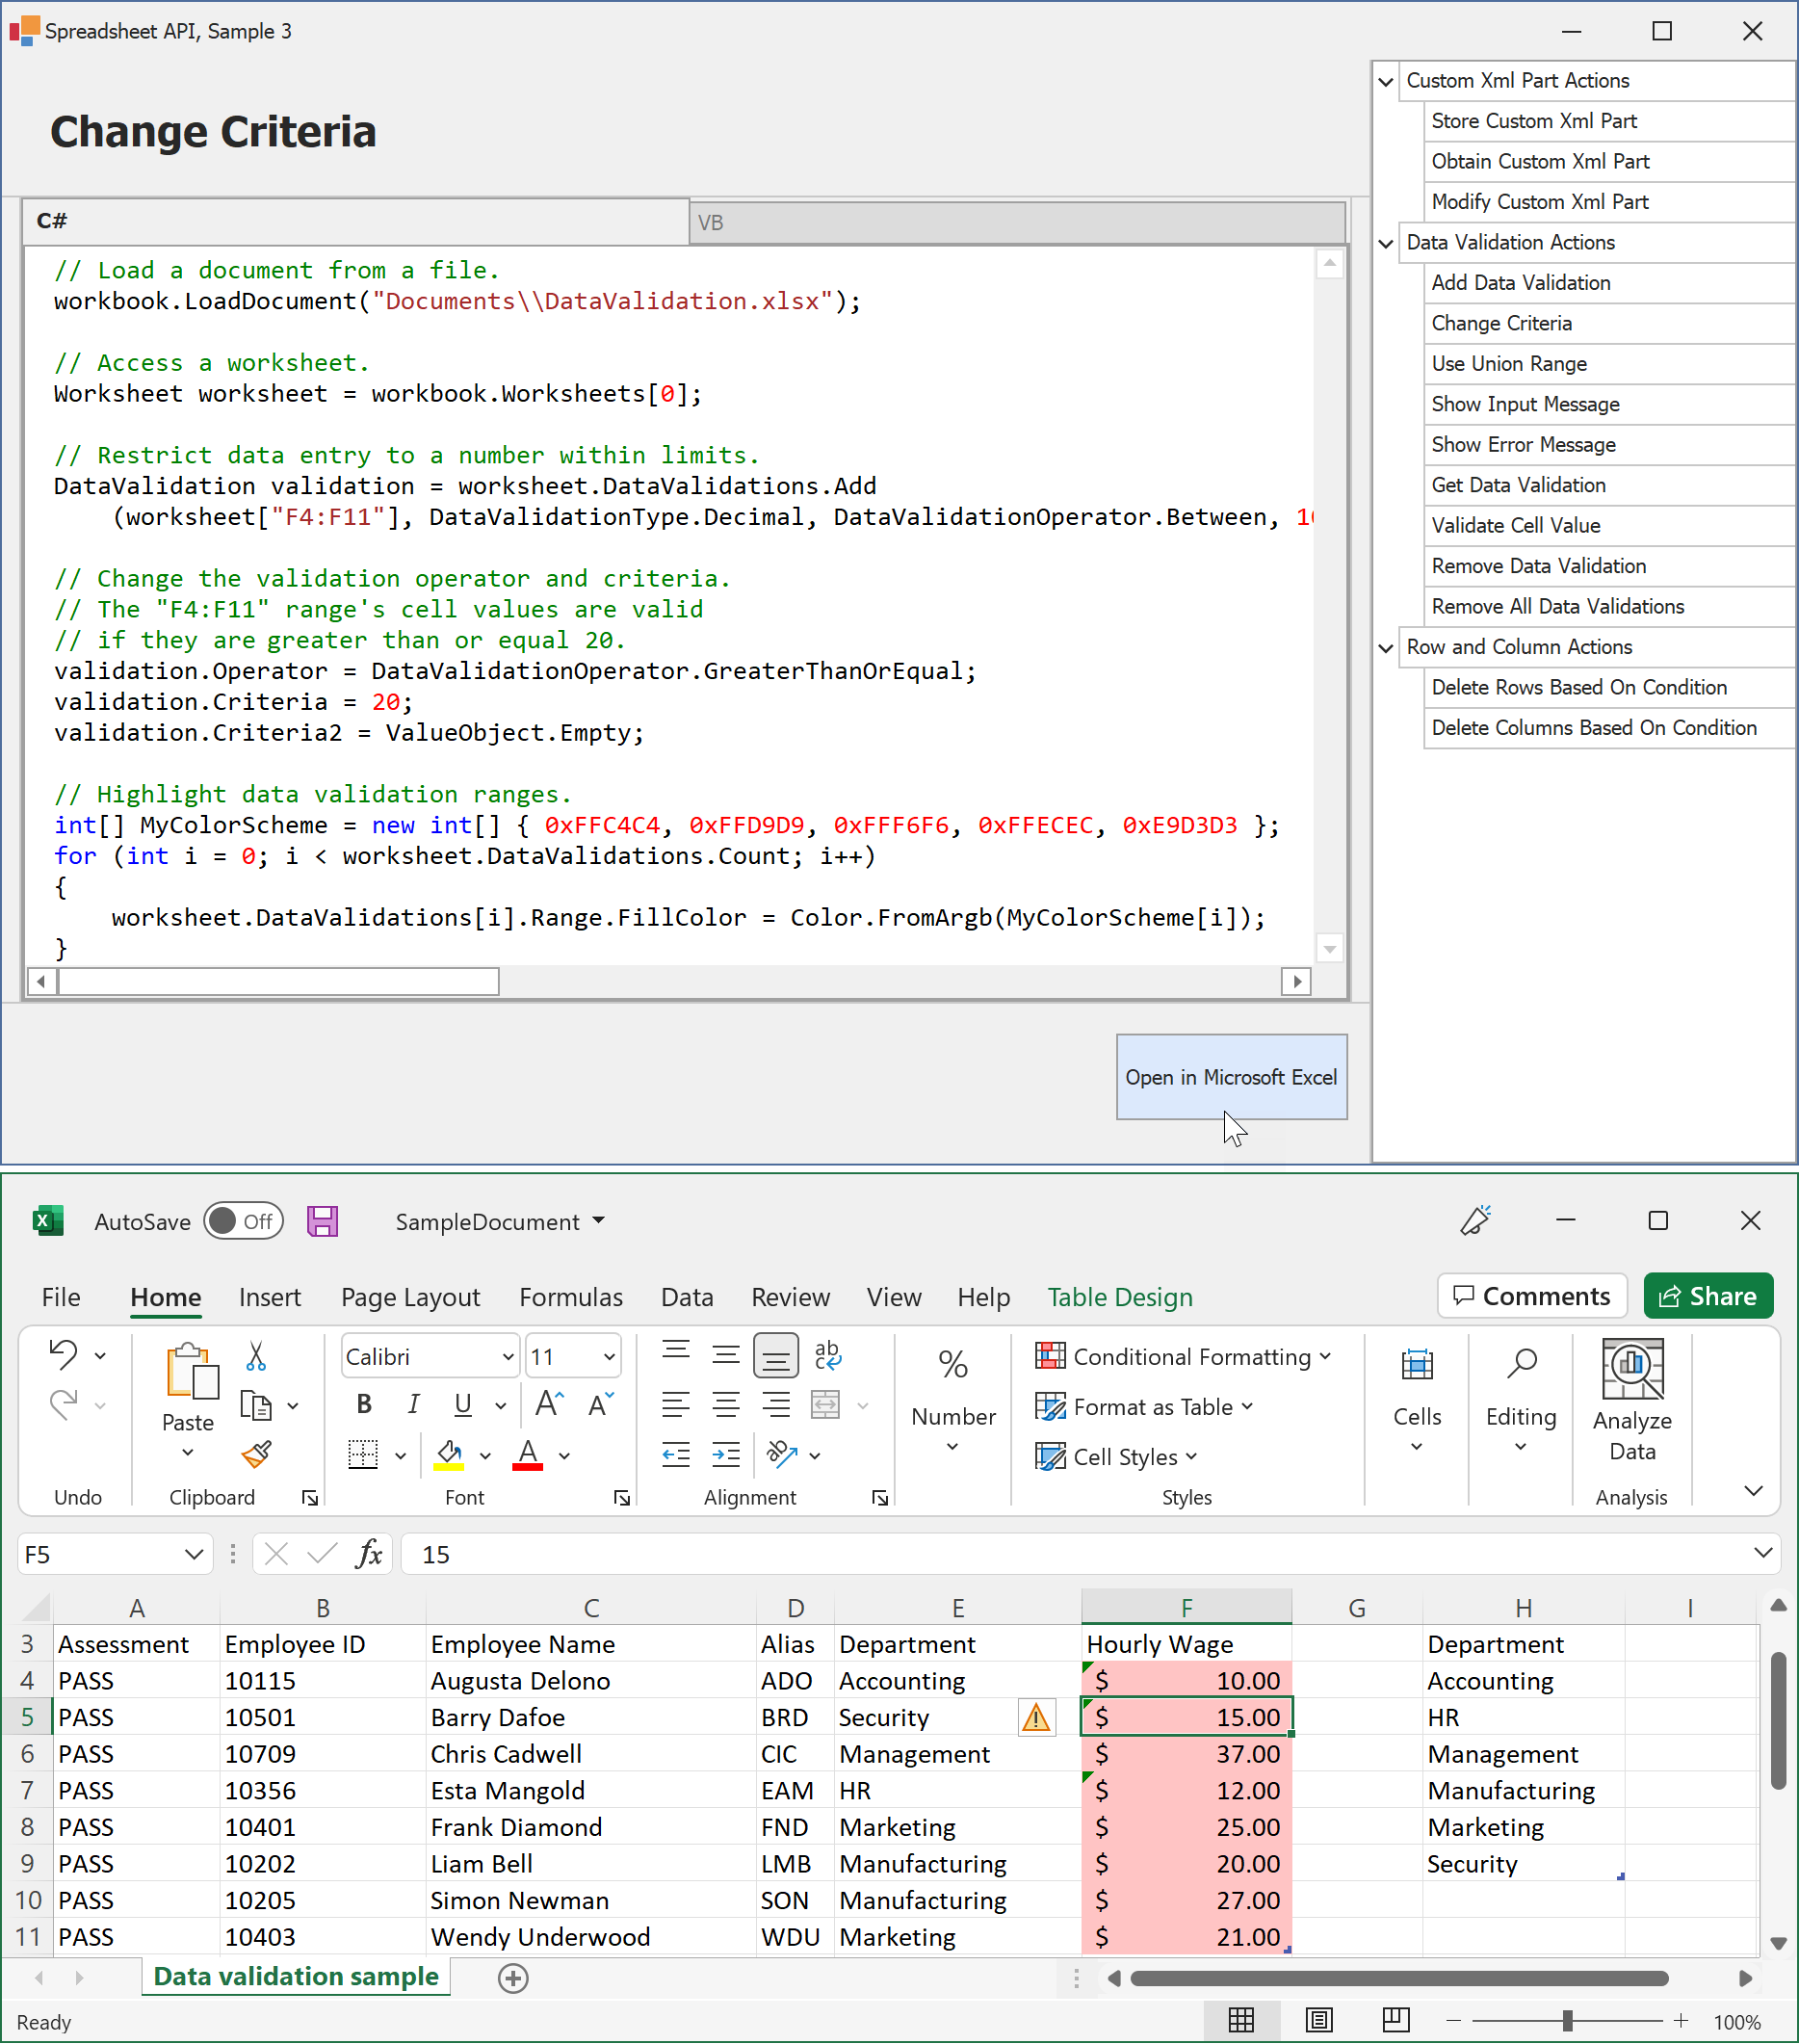 Spreadsheet API, Sample 3
Change Criteria
C#
VB
// Load a document from a file.
workbook.LoadDocument("Documents\\DataValidation.xlsx");
// Access a worksheet.
Worksheet worksheet = workbook.Worksheets[0];
// Restrict data entry to a number within limits.
DataValidation validation = worksheet.DataValidations.Add
(worksheet["F4:F11"], DataValidationType.Decimal, DataValidationOperator.Between, 1
// Change the validation operator and criteria.
// The "F4:F11" range's cell values are valid
// if they are greater than or equal 20.
validation.Operator = DataValidationOperator.GreaterThanOrEqual;
validation.Criteria = 20;
validation.Criteria2 = ValueObject.Empty;
// Highlight data validation ranges.
int[] MyColorScheme = new int[] { 0xFFC4C4, 0xFFD9D9, 0xFFF6F6, 0xFFECEC, 0xE9D3D3 };
for (int i = 0; i < worksheet.DataValidations.Count; i++)
{
worksheet.DataValidations[i].Range.FillColor = Color.FromArgb(MyColorScheme[i]);
}
Open in Microsoft Excel
Custom Xml Part Actions
Store Custom Xml Part
Obtain Custom Xml Part
Modify Custom Xml Part
Data Validation Actions
Add Data Validation
Change Criteria
Use Union Range
Show Input Message
Show Error Message
Get Data Validation
Validate Cell Value
Remove Data Validation
Remove All Data Validations
Row and Column Actions
Delete Rows Based On Condition
Delete Columns Based On Condition
AutoSave Off SampleDocument
File Home Insert Page Layout Formulas Data Review View Help Table Design Comments Share
Undo
Paste
Clipboard
Calibri 11
B I U A A
A
Font
ab
c
ab
Alignment
%
Number
Conditional Formatting
Format as Table
Cell Styles
Styles
Cells
Editing
Analyze
Data
Analysis
F5 fx 15
A B C D E F G H I
3 Assessment Employee ID Employee Name Alias Department Hourly Wage Department
4 PASS 10115 Augusta Delono ADO Accounting $ 10.00 Accounting
5 PASS 10501 Barry Dafoe BRD Security $ 15.00 HR
6 PASS 10709 Chris Cadwell CIC Management $ 37.00 Management
7 PASS 10356 Esta Mangold EAM HR $ 12.00 Manufacturing
8 PASS 10401 Frank Diamond FND Marketing $ 25.00 Marketing
9 PASS 10202 Liam Bell LMB Manufacturing $ 20.00 Security
10 PASS 10205 Simon Newman SON Manufacturing $ 27.00
11 PASS 10403 Wendy Underwood WDU Marketing $ 21.00
Data validation sample
Ready 100%